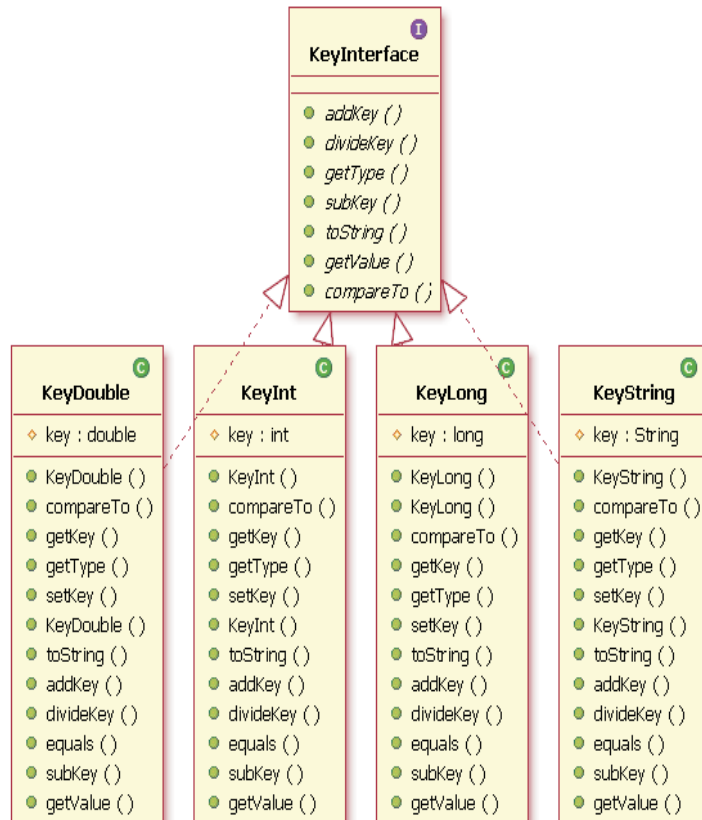 I
KeyInterface
addKey ( )
divideKey ( )
getType ( )
subKey ( )
toString ( )
getValue ( )
compareTo ( )
C
KeyDouble
key : double
KeyDouble ( )
compareTo ( )
getKey ( )
getType ( )
setKey ( )
KeyDouble ( )
toString ( )
addKey ( )
divideKey ( )
equals ( )
subKey ( )
getValue ( )
C
KeyInt
key : int
KeyInt ( )
compareTo ( )
getKey ( )
getType ( )
setKey ( )
KeyInt ( )
toString ( )
addKey ( )
divideKey ( )
equals ( )
subKey ( )
getValue ( )
C
KeyLong
key : long
KeyLong ( )
KeyLong ( )
compareTo ( )
getKey ( )
getType ( )
setKey ( )
toString ( )
addKey ( )
divideKey ( )
equals ( )
subKey ( )
getValue ( )
C
KeyString
key : String
KeyString ( )
compareTo ( )
getKey ( )
getType ( )
setKey ( )
KeyString ( )
toString ( )
addKey ( )
divideKey ( )
equals ( )
subKey ( )
getValue ( )